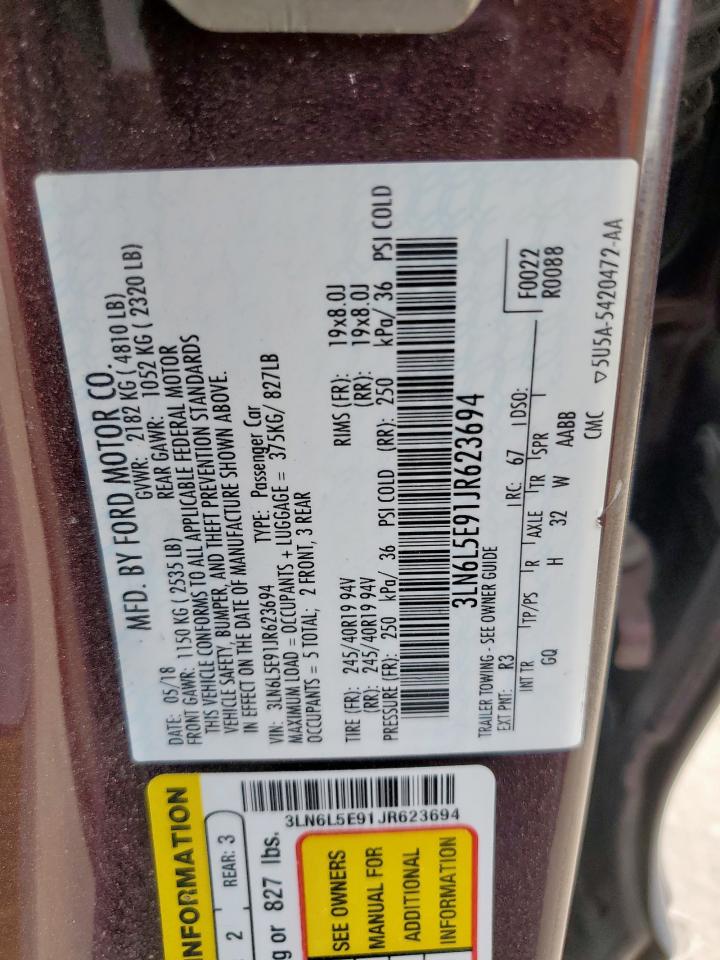 MFD. BY FORD MOTOR CO.
DATE: 05/18 GVWR: 2182 KG ( 4810 LB)
FRONT GAWR: 1150 KG ( 2535 LB) REAR GAWR: 1052 KG ( 2320 LB)
THIS VEHICLE CONFORMS TO ALL APPLICABLE FEDERAL MOTOR
VEHICLE SAFETY, BUMPER, AND THEFT PREVENTION STANDARDS
IN EFFECT ON THE DATE OF MANUFACTURE SHOWN ABOVE.
VIN: 3LN6L5E91JR623694 TYPE: Passenger Car
MAXIMUM LOAD = OCCUPANTS + LUGGAGE = 375KG/ 827LB
OCCUPANTS = 5 TOTAL; 2 FRONT, 3 REAR
TIRE (FR): 245/40R19 94V RIMS (FR): 19x8.0J
(RR): 245/40R19 94V (RR): 19x8.0J
PRESSURE (FR): 250 kPa/ 36 PSI COLD (RR): 250 kPa/ 36 PSI COLD
3LN6L5E91JR623694
TRAILER TOWING - SEE OWNER GUIDE
EXT PNT: R3 RC: 67 DSO: F0022
R0088
INT TR TP/PS R AXLE TR SPR
GQ H 32 W AABB
CMC ▽5U5A-5420472-AA
INFORMATION
2 REAR: 3
g or 827 lbs.
3LN6L5E91JR623694
SEE OWNERS
MANUAL FOR
ADDITIONAL
INFORMATION